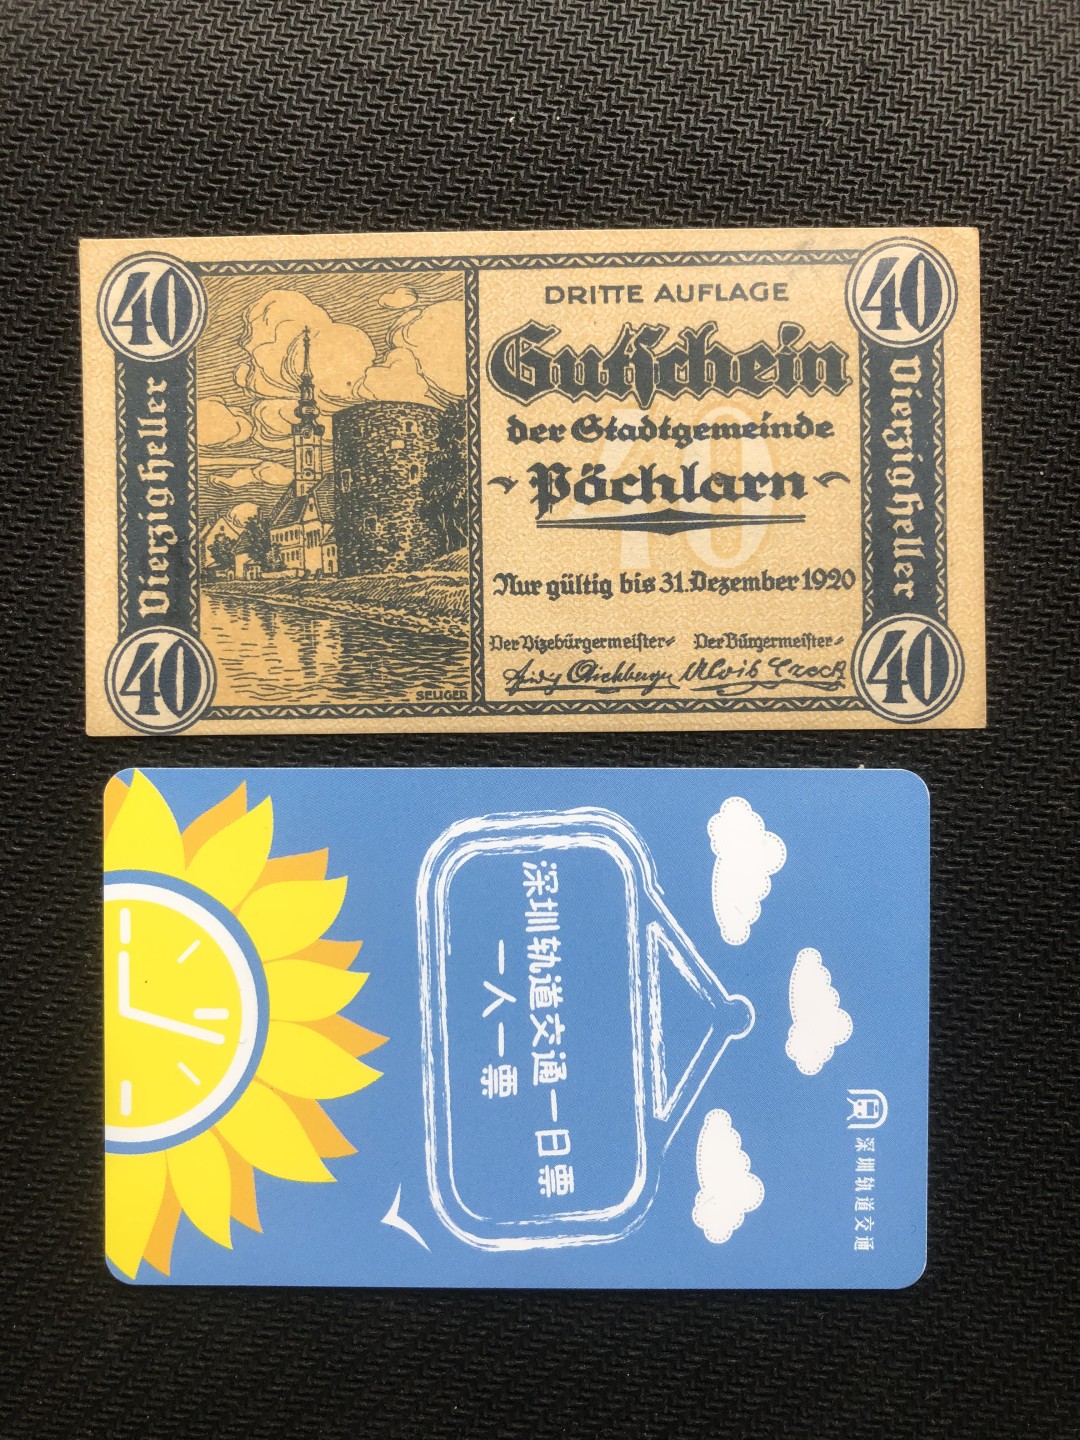 40
40
Vierzigheller
Vierzigheller
DRITTE AUFLAGE
Gutschein
der Stadtgemeinde
Pöchlarn
40
Nur gültig bis 31. Dezember 1920
Der Vizebürgermeister
Der Bürgermeister
SELIGER
40
40
深圳轨道交通一日票
一人一票
深圳轨道交通